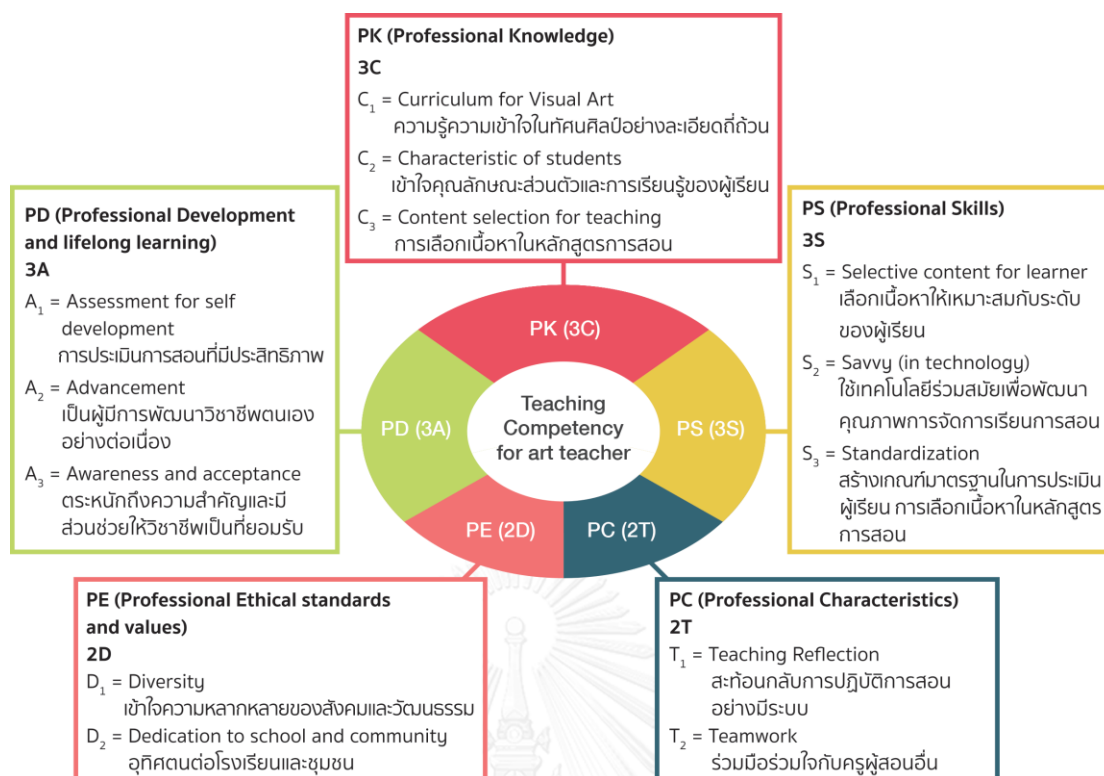 PK (Professional Knowledge)
3C
C₁ = Curriculum for Visual Art
ความรู้ความเข้าใจในทัศนศิลป์อย่างละเอียดถี่ถ้วน
C₂ = Characteristic of students
เข้าใจคุณลักษณะส่วนตัวและการเรียนรู้ของผู้เรียน
C₃ = Content selection for teaching
การเลือกเนื้อหาในหลักสูตรการสอน
PD (Professional Development
and lifelong learning)
3A
A₁ = Assessment for self
development
การประเมินการสอนที่มีประสิทธิภาพ
A₂ = Advancement
เป็นผู้มีการพัฒนาวิชาชีพตนเอง
อย่างต่อเนื่อง
A₃ = Awareness and acceptance
ตระหนักถึงความสำคัญและมี
ส่วนช่วยให้วิชาชีพเป็นที่ยอมรับ
PS (Professional Skills)
3S
S₁ = Selective content for learner
เลือกเนื้อหาให้เหมาะสมกับระดับ
ของผู้เรียน
S₂ = Savvy (in technology)
ใช้เทคโนโลยีร่วมสมัยเพื่อพัฒนา
คุณภาพการจัดการเรียนการสอน
S₃ = Standardization
สร้างเกณฑ์มาตรฐานในการประเมิน
ผู้เรียน การเลือกเนื้อหาในหลักสูตร
การสอน
PK (3C)
PD (3A)
Teaching
Competency
for art teacher
PS (3S)
PE (2D)
PC (2T)
PE (Professional Ethical standards
and values)
2D
D₁ = Diversity
เข้าใจความหลากหลายของสังคมและวัฒนธรรม
D₂ = Dedication to school and community
อุทิศตนต่อโรงเรียนและชุมชน
PC (Professional Characteristics)
2T
T₁ = Teaching Reflection
สะท้อนกลับการปฏิบัติการสอน
อย่างมีระบบ
T₂ = Teamwork
ร่วมมือร่วมใจกับครูผู้สอนอื่น